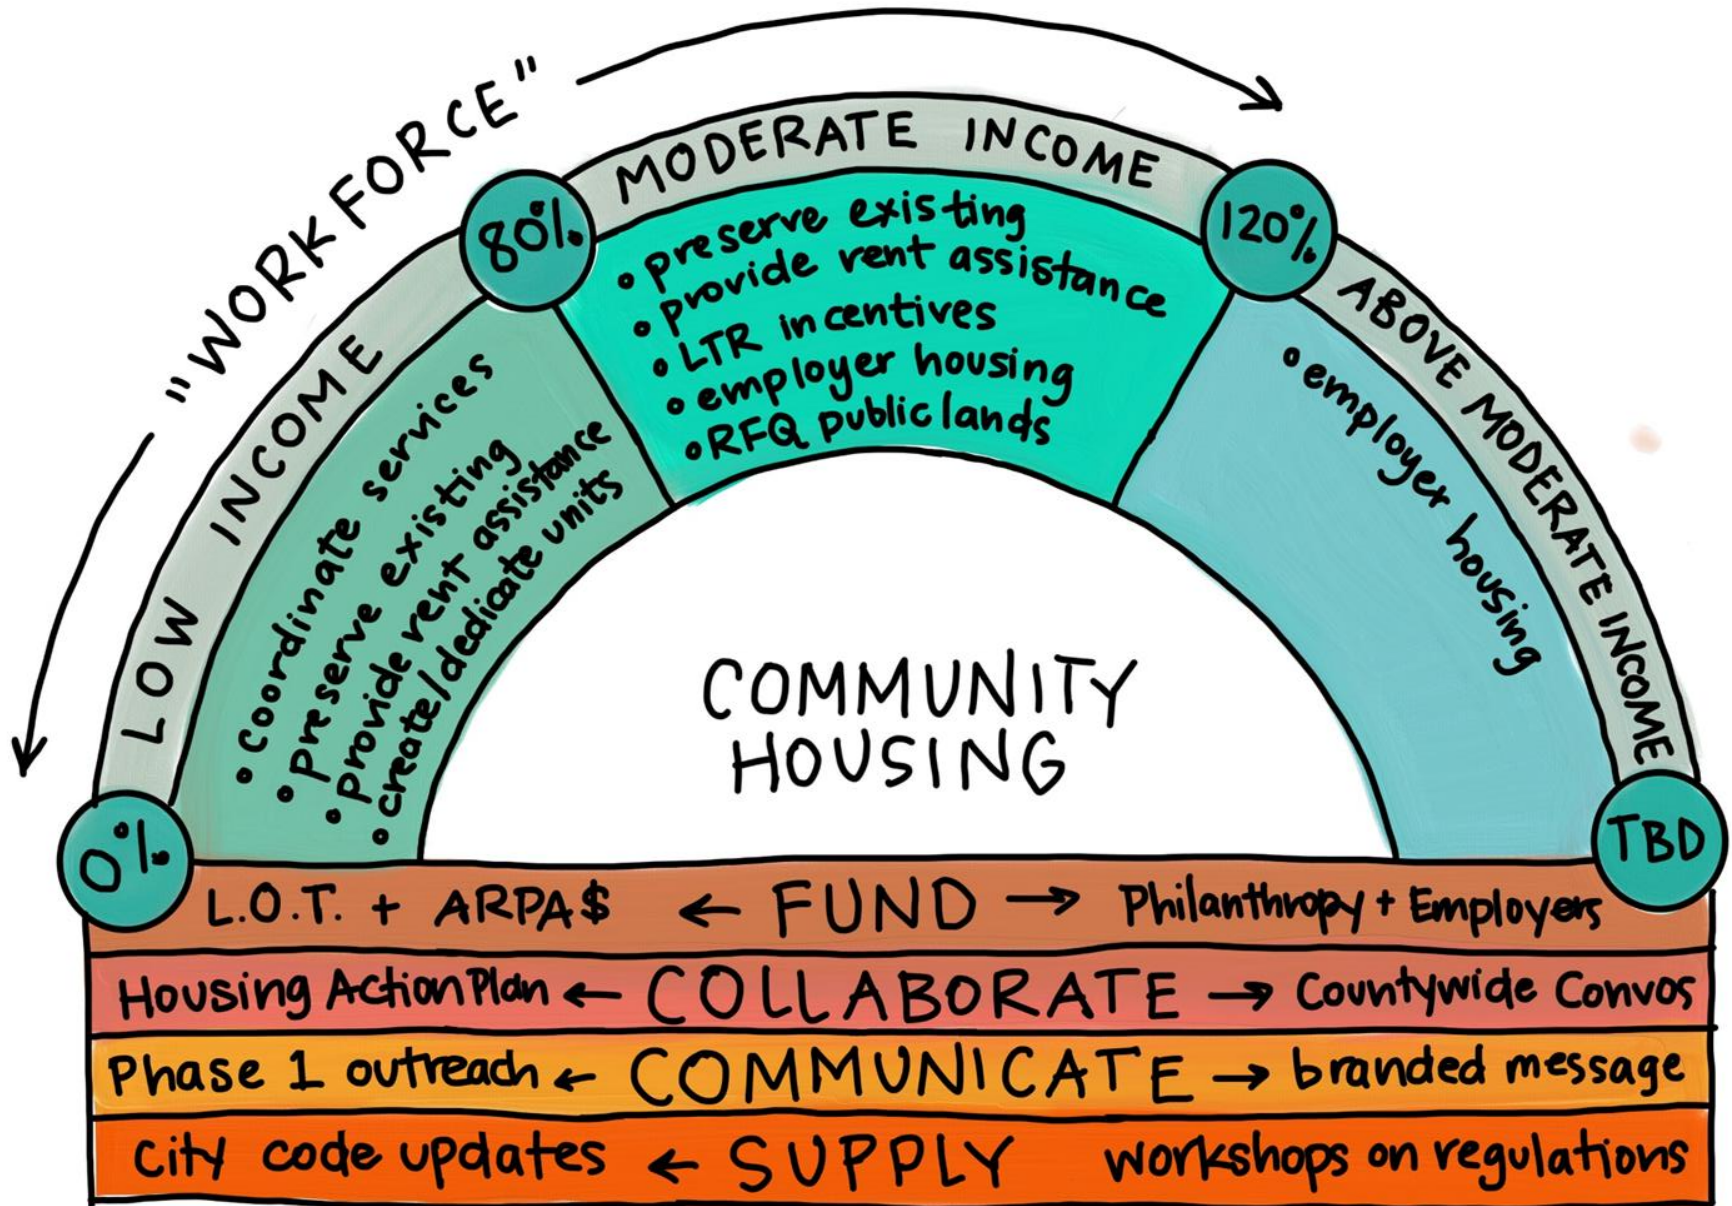 "WORKFORCE"
MODERATE INCOME
80%
120%
LOW INCOME
ABOVE MODERATE INCOME
0%
TBD
• coordinate services
• preserve existing
• provide rent assistance
• create/dedicate units
• preserve existing
• provide rent assistance
• LTR incentives
• employer housing
• RFQ public lands
• employer housing
COMMUNITY
HOUSING
L.O.T. + ARPA$ ← FUND → Philanthropy + Employers
Housing Action Plan ← COLLABORATE → Countywide Convos
Phase 1 outreach ← COMMUNICATE → branded message
City code updates ← SUPPLY workshops on regulations